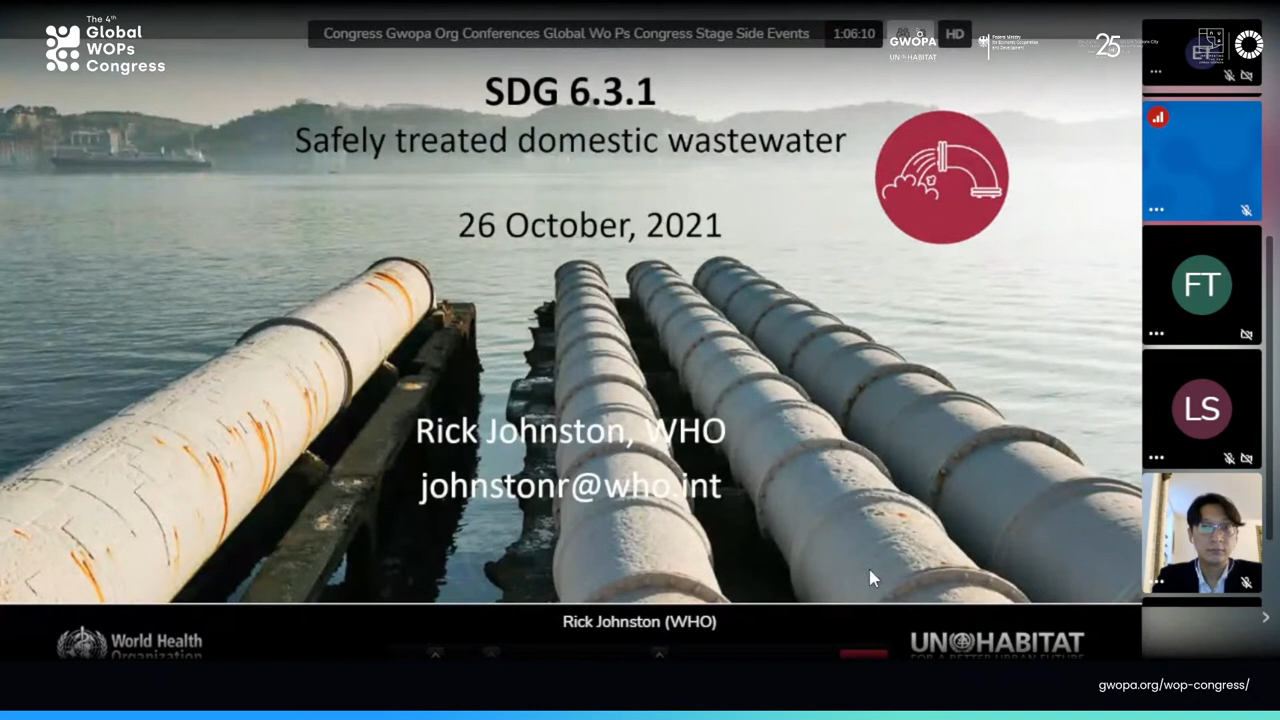 The 4th
Global
WOPs
Congress
Congress Gwopa Org Conferences Global Wo Ps Congress Stage Side Events
1:06:10
HD
GWOPA
UN HABITAT
25
SDG 6.3.1
Safely treated domestic wastewater
26 October, 2021
Rick Johnston, WHO
johnstonr@who.int
FT
LS
Rick Johnston (WHO)
World Health
Organization
UN HABITAT
FOR A BETTER URBAN FUTURE
gwopa.org/wop-congress/